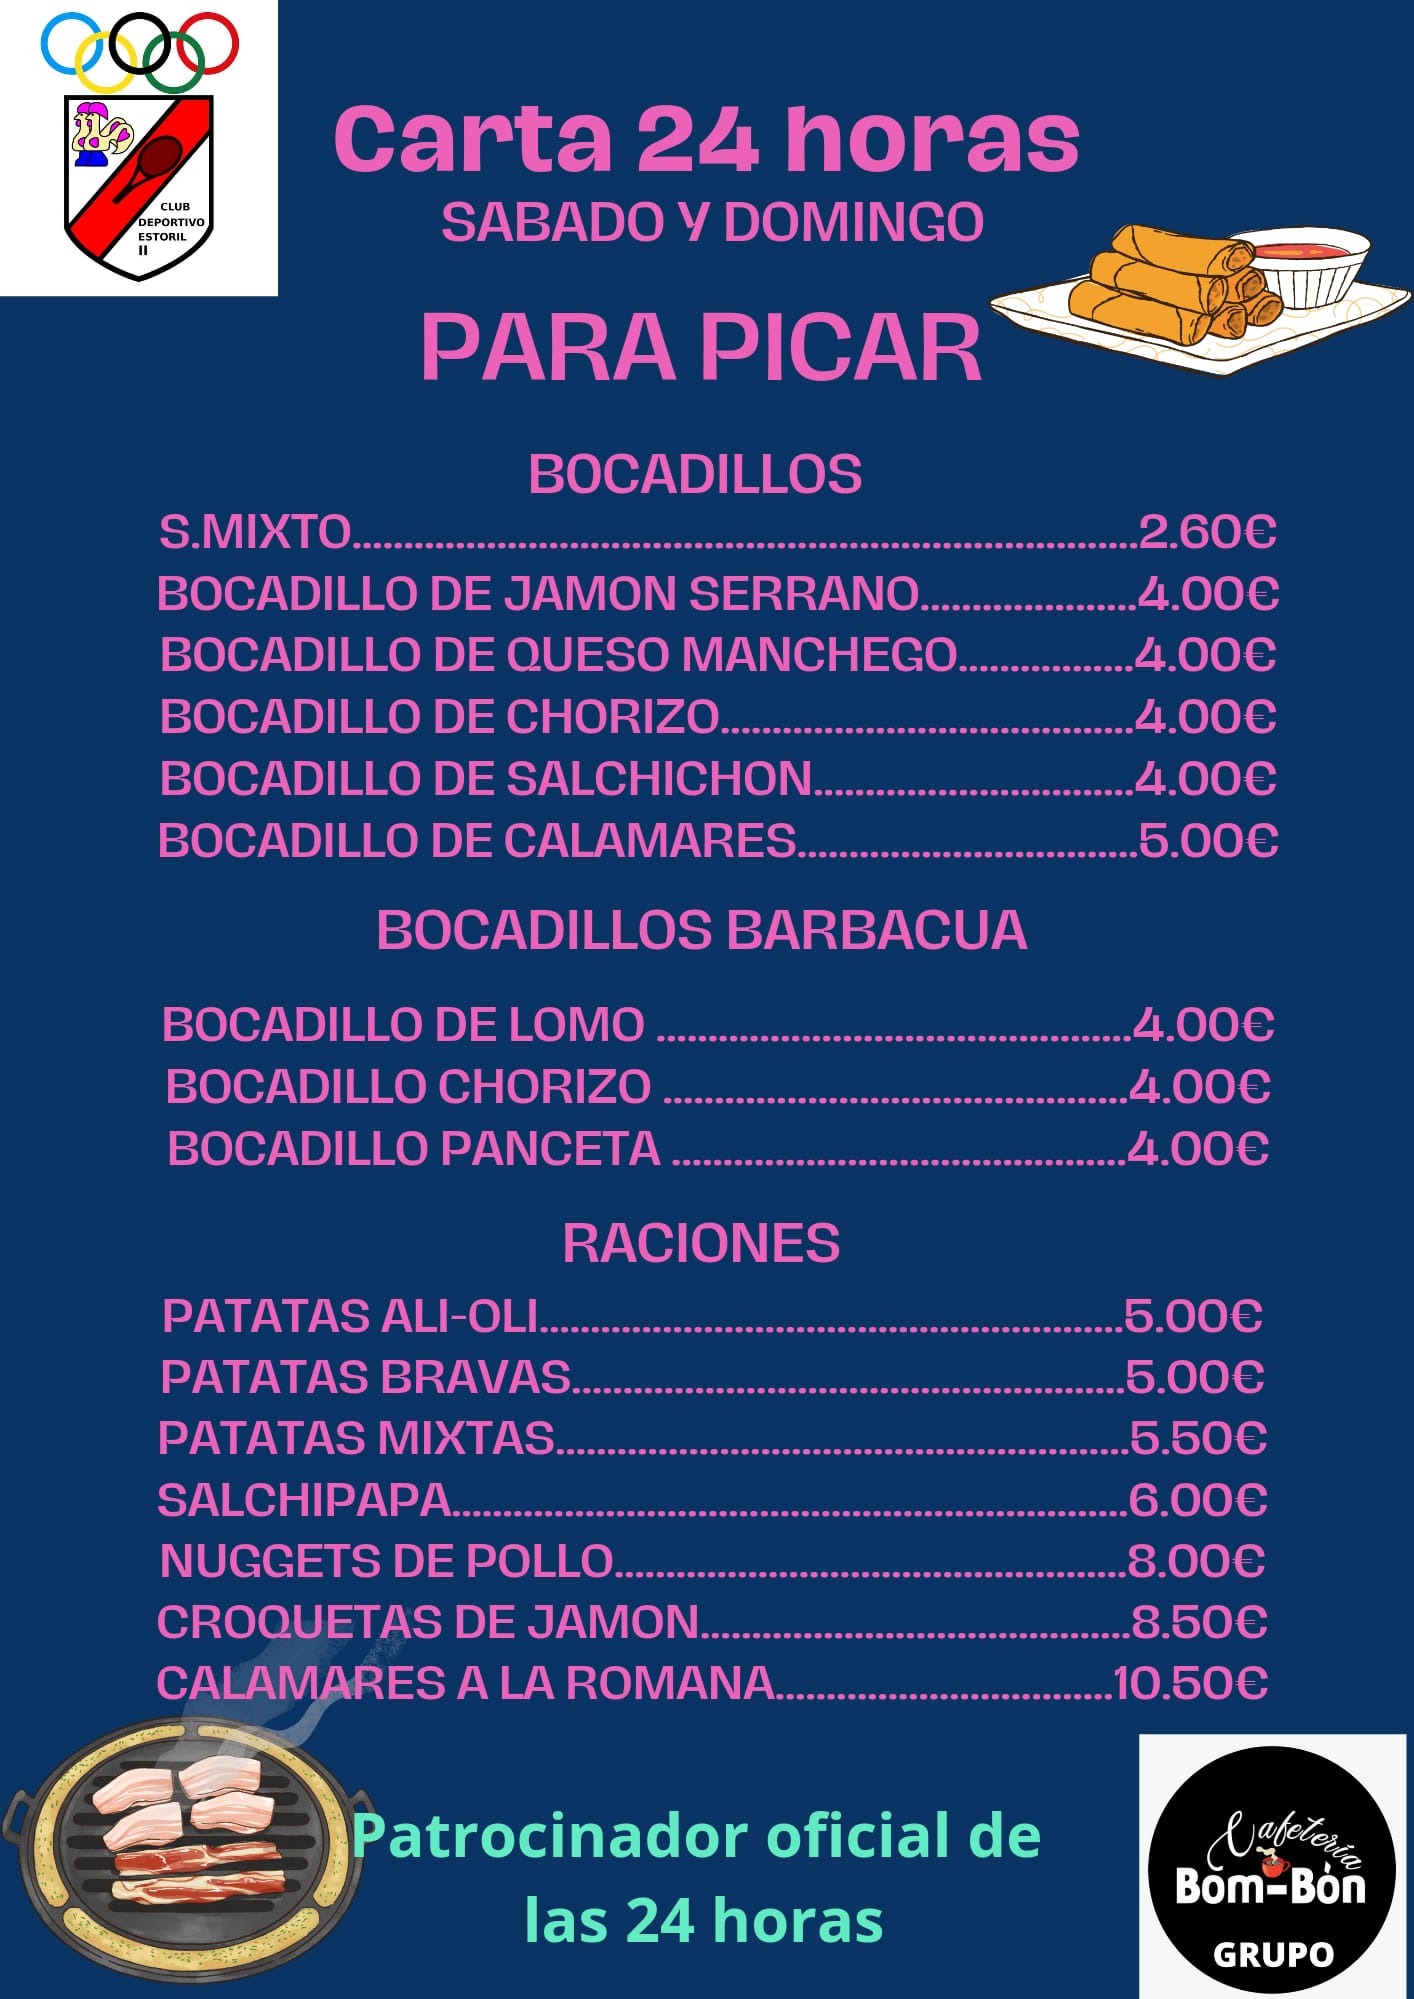 CLUB
DEPORTIVO
ESTORIL
II
Carta 24 horas
SABADO Y DOMINGO
PARA PICAR
BOCADILLOS
S.MIXTO............................................................................2.60€
BOCADILLO DE JAMON SERRANO.....................4.00€
BOCADILLO DE QUESO MANCHEGO.................4.00€
BOCADILLO DE CHORIZO........................................4.00€
BOCADILLO DE SALCHICHON...............................4.00€
BOCADILLO DE CALAMARES.................................5.00€
BOCADILLOS BARBACUA
BOCADILLO DE LOMO ..............................................4.00€
BOCADILLO CHORIZO .............................................4.00€
BOCADILLO PANCETA ............................................4.00€
RACIONES
PATATAS ALI-OLI.........................................................5.00€
PATATAS BRAVAS......................................................5.00€
PATATAS MIXTAS........................................................5.50€
SALCHIPAPA..................................................................6.00€
NUGGETS DE POLLO..................................................8.00€
CROQUETAS DE JAMON..........................................8.50€
CALAMARES A LA ROMANA.................................10.50€
Patrocinador oficial de
las 24 horas
Cafetería
Bom-Bòn
GRUPO